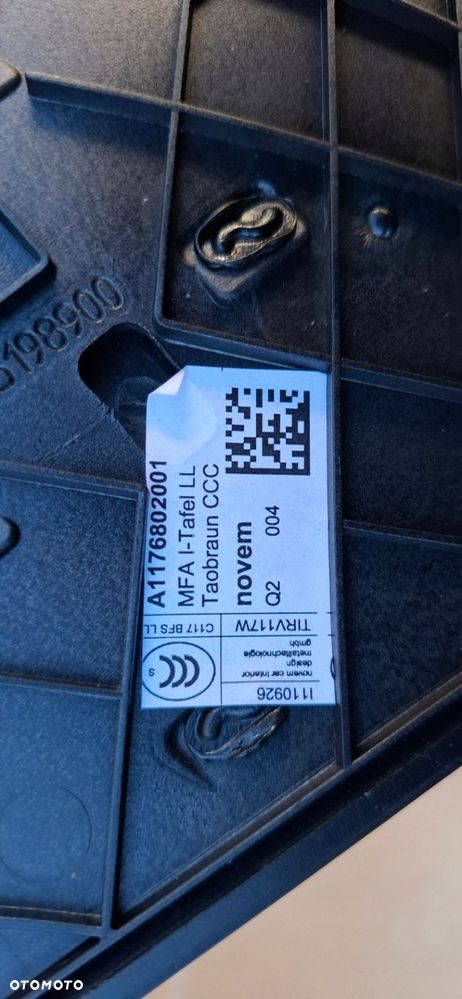 198900
A1176802001
MFA I-Tafel LL
Taobraun CCC
novem
Q2 004
C117 BFS LL
TIRV117W
CCC S
novem car interior
design
metalltechnologie
gmbh
I110926
OTOMOTO